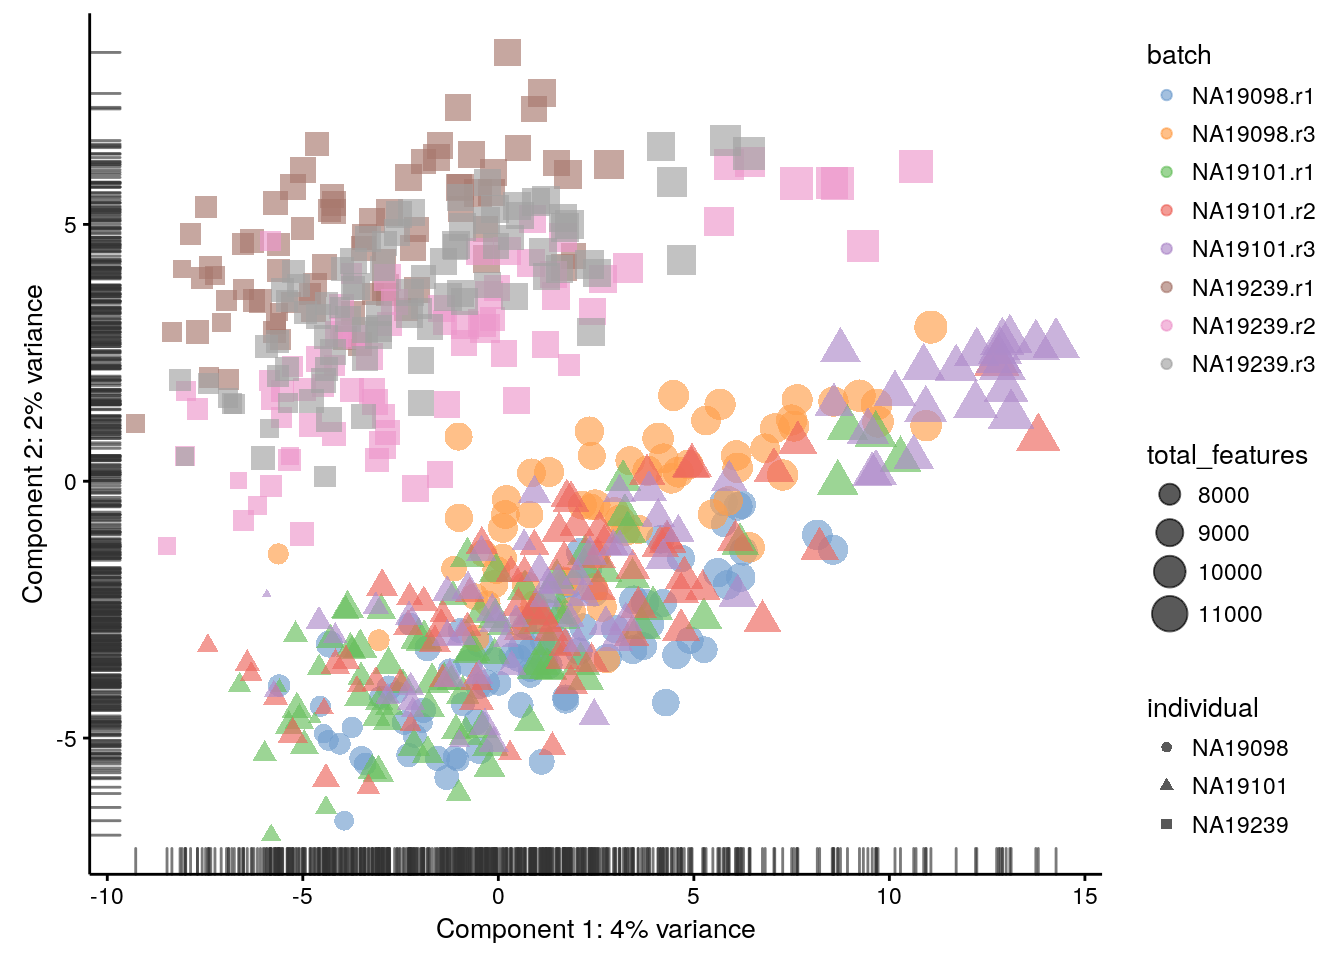 batch
NA19098.r1
NA19098.r3
NA19101.r1
NA19101.r2
NA19101.r3
NA19239.r1
NA19239.r2
NA19239.r3
total_features
8000
9000
10000
11000
individual
NA19098
NA19101
NA19239
Component 2: 2% variance
5
0
-5
-10
-5
0
5
10
15
Component 1: 4% variance